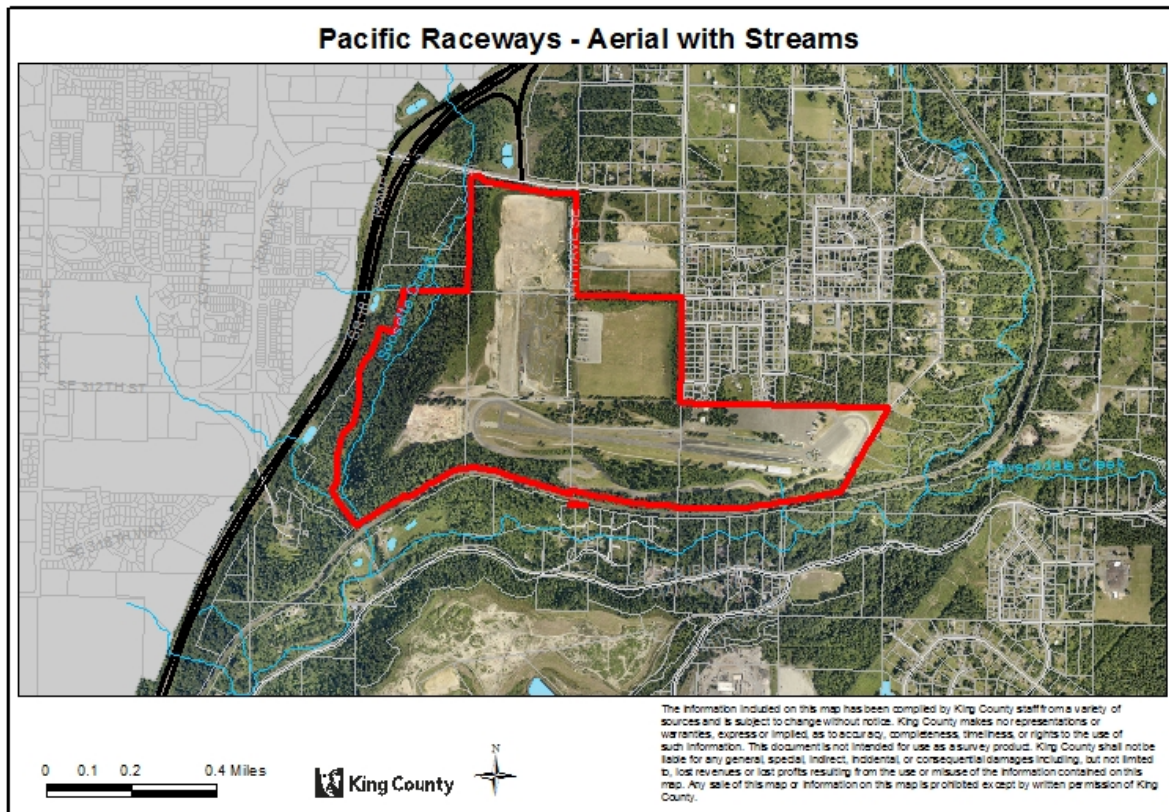 Pacific Raceways - Aerial with Streams
SE 312TH ST
124TH AVE SE
Soosette Creek
Ravensdale Creek
0 0.1 0.2 0.4 Miles
King County
N
The information included on this map has been compiled by King County staff from a variety of
sources and is subject to change without notice. King County makes no representations or
warranties, express or implied, as to accuracy, completeness, timeliness, or rights to the use of
such information. This document is not intended for use as a survey product. King County shall not be
liable for any general, special, indirect, incidental, or consequential damages including, but not limited
to, lost revenues or lost profits resulting from the use or misuse of the information contained on this
map. Any sale of this map or information on this map is prohibited except by written permission of King
County.